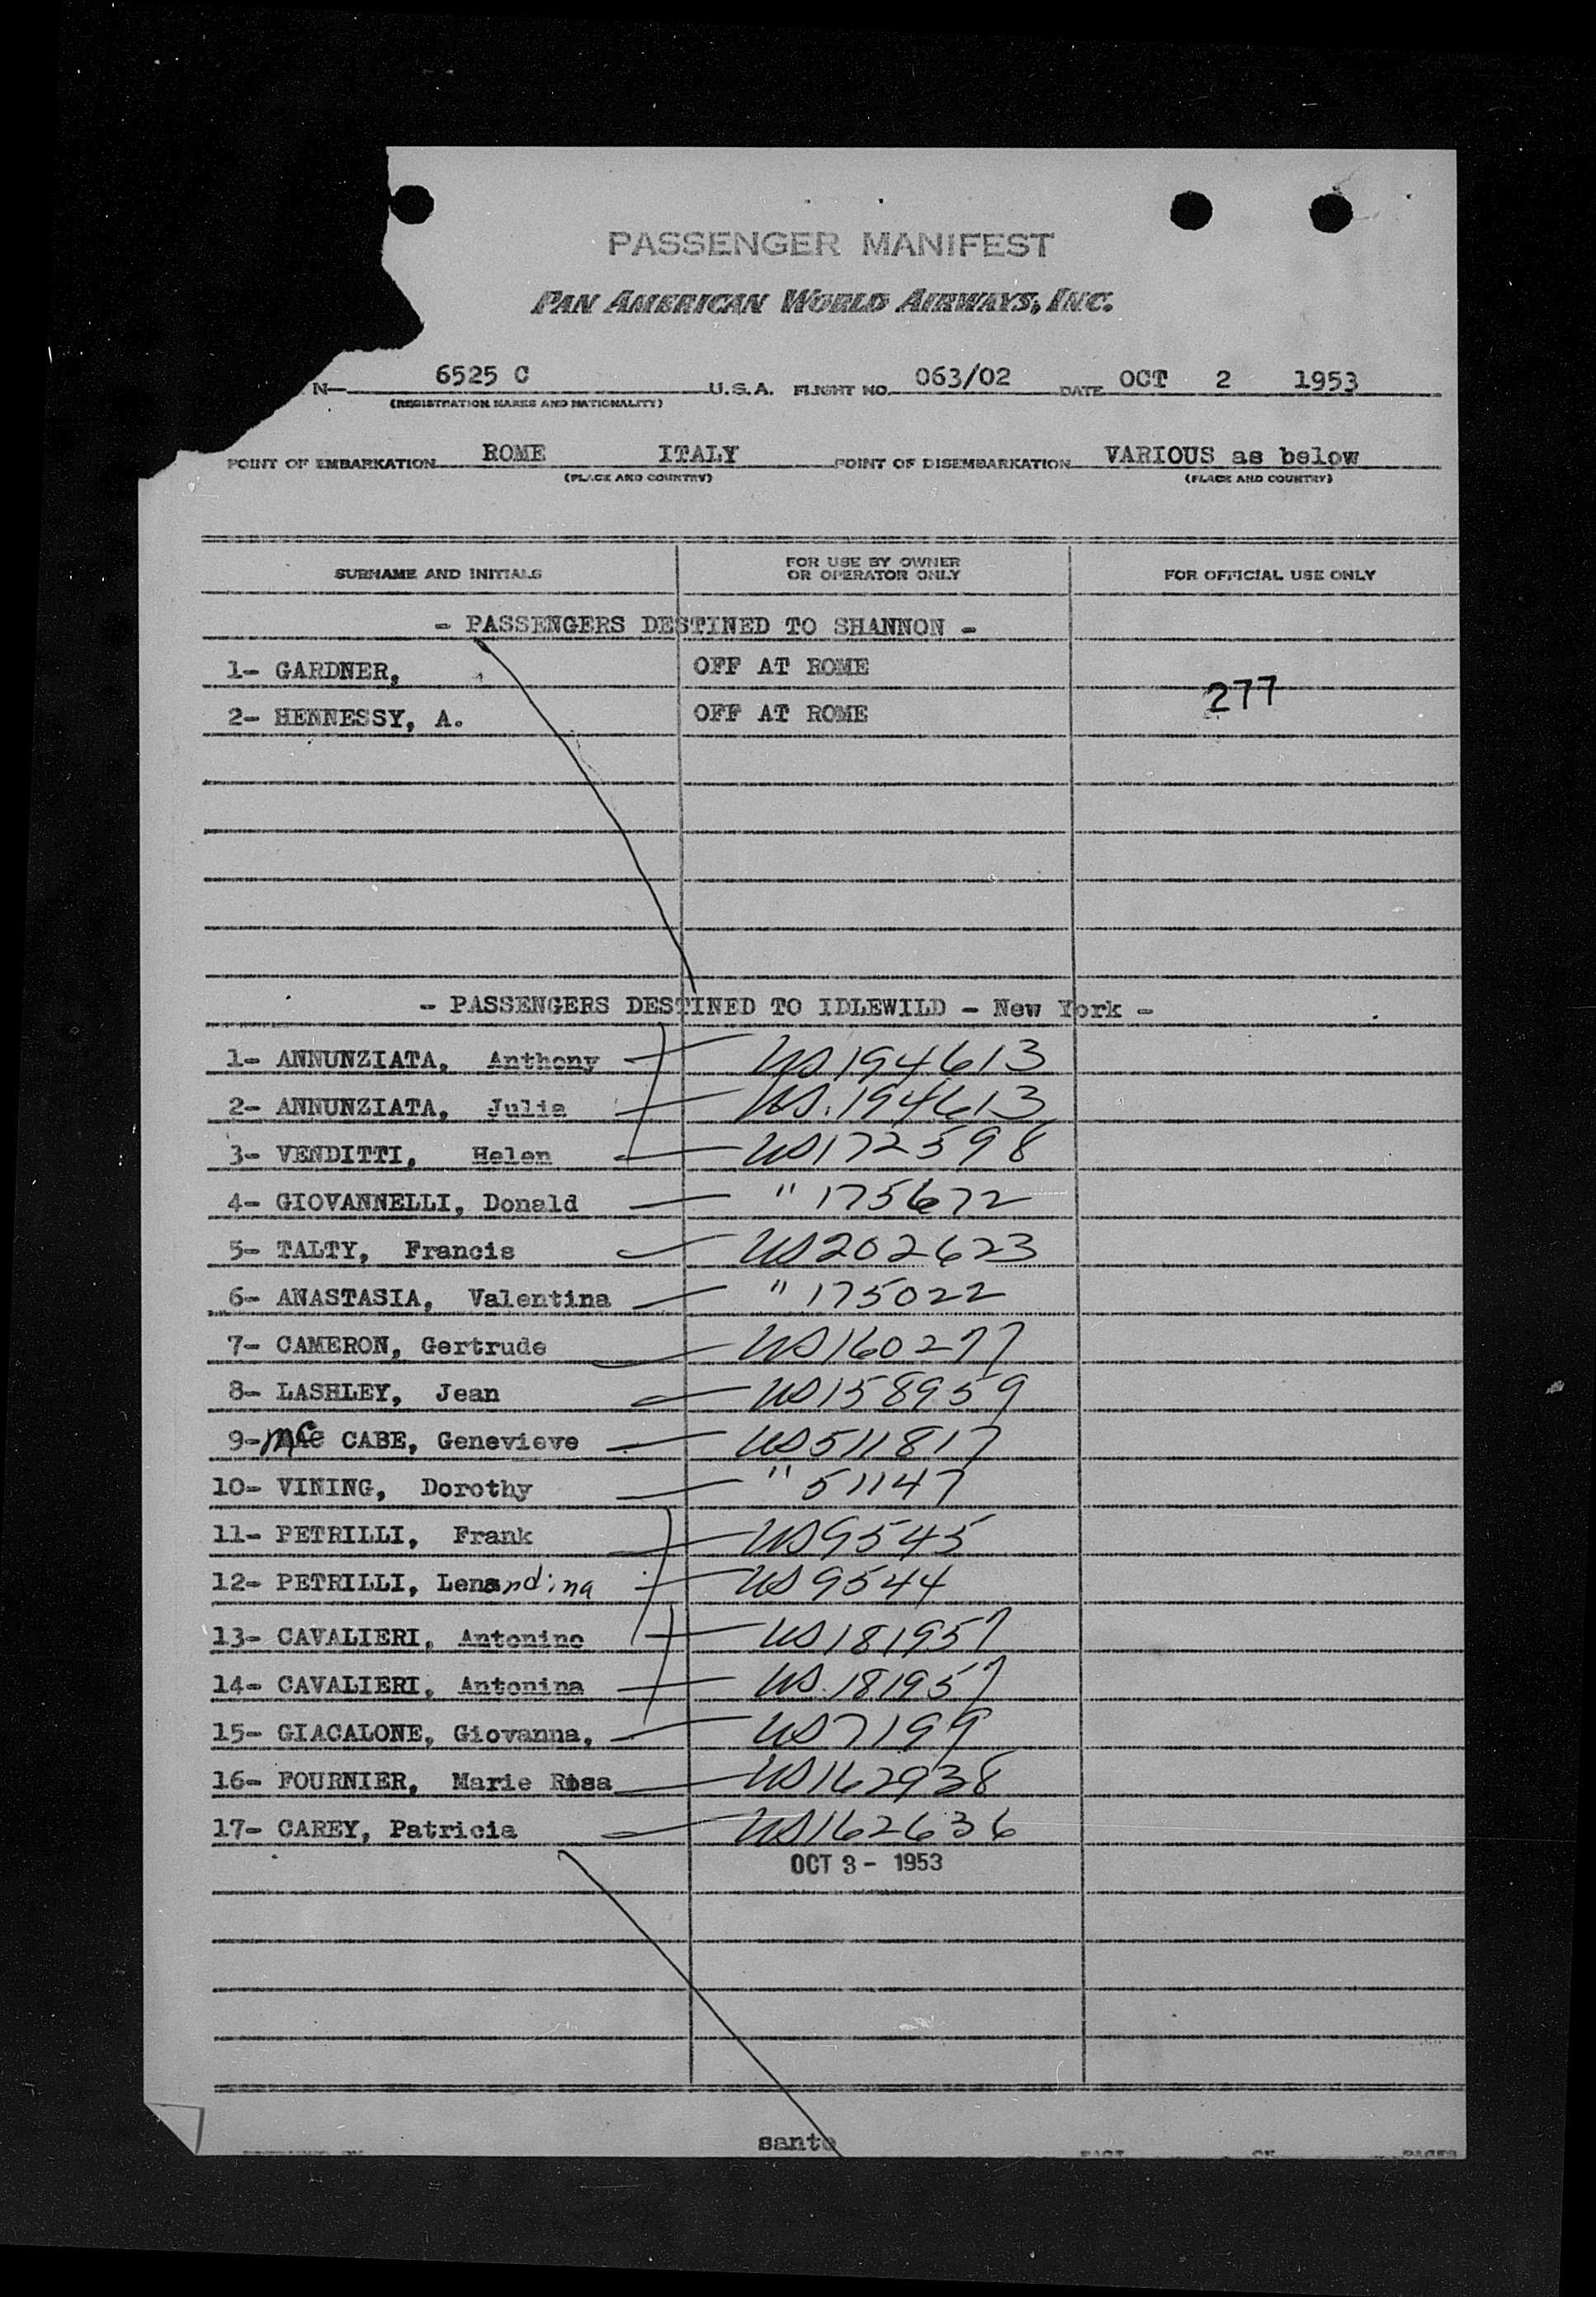 PASSENGER MANIFEST
PAN AMERICAN WORLD AIRWAYS, INC.
N— 6525 C U.S.A. FLIGHT NO. 063/02 DATE OCT 2 1953
(REGISTRATION MARKS AND NATIONALITY)
POINT OF EMBARKATION ROME ITALY POINT OF DISEMBARKATION VARIOUS as below
(PLACE AND COUNTRY) (PLACE AND COUNTRY)
SURNAME AND INITIALS FOR USE BY OWNER OR OPERATOR ONLY FOR OFFICIAL USE ONLY
- PASSENGERS DESTINED TO SHANNON -
1- GARDNER, OFF AT ROME
277
2- HENNESSY, A. OFF AT ROME
- PASSENGERS DESTINED TO IDLEWILD - New York -
1- ANNUNZIATA, Anthony US194613
2- ANNUNZIATA, Julia US.194613
3- VENDITTI, Helen US172598
4- GIOVANNELLI, Donald " 175672
5- TALTY, Francis US202623
6- ANASTASIA, Valentina " 175022
7- CAMERON, Gertrude US160277
8- LASHLEY, Jean US158959
9- Mc CABE, Genevieve US511817
10- VINING, Dorothy " 51147
11- PETRILLI, Frank US9545
12- PETRILLI, Lenandina US9544
13- CAVALIERI, Antonino US181957
14- CAVALIERI, Antonina US.181957
15- GIACALONE, Giovanna, US7199
16- FOURNIER, Marie Rosa US162938
17- CAREY, Patricia US162636
OCT 3 - 1953
santo
PAGES